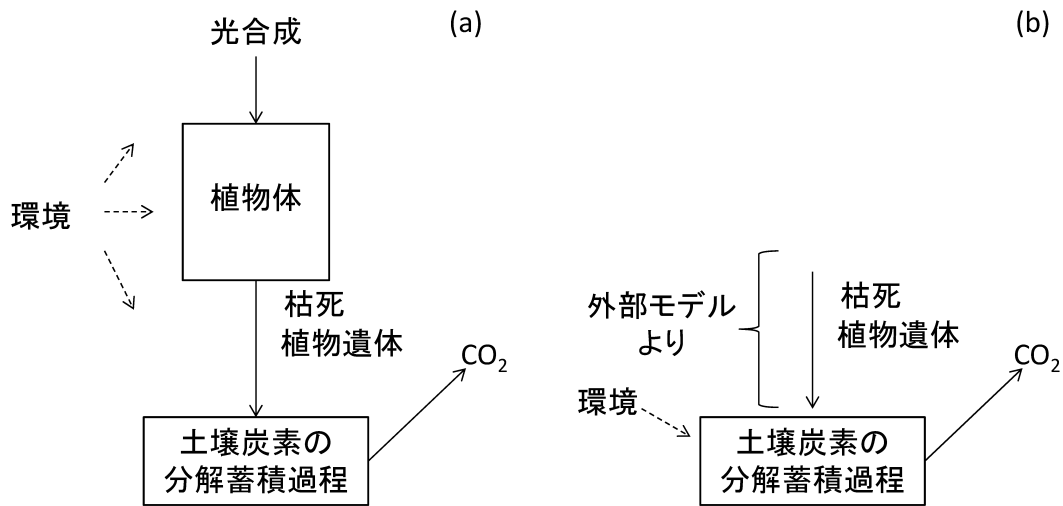 (a)
光合成
植物体
環境
枯死
植物遺体
CO₂
土壌炭素の
分解蓄積過程
(b)
外部モデル
より
枯死
植物遺体
環境
CO₂
土壌炭素の
分解蓄積過程